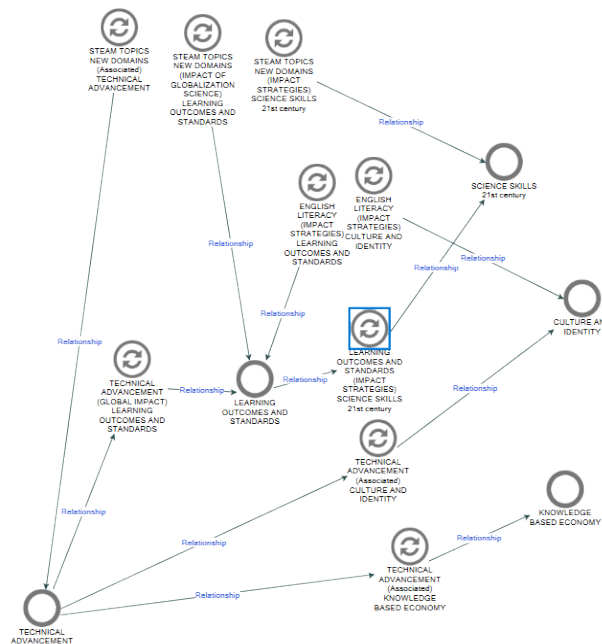 STEAM TOPICS
NEW DOMAINS
(Associated)
TECHNICAL
ADVANCEMENT
STEAM TOPICS
NEW DOMAINS
(IMPACT OF
GLOBALIZATION
SCIENCE)
LEARNING
OUTCOMES AND
STANDARDS
STEAM TOPICS
NEW DOMAINS
(IMPACT
STRATEGIES)
SCIENCE SKILLS
21st century
Relationship
SCIENCE SKILLS
21st century
ENGLISH
LITERACY
(IMPACT
STRATEGIES)
LEARNING
OUTCOMES AND
STANDARDS
ENGLISH
LITERACY
(IMPACT
STRATEGIES)
CULTURE AND
IDENTITY
Relationship
Relationship
Relationship
Relationship
CULTURE AND
IDENTITY
LEARNING
OUTCOMES AND
STANDARDS
(IMPACT
STRATEGIES)
SCIENCE SKILLS
21st century
TECHNICAL
ADVANCEMENT
(GLOBAL IMPACT)
LEARNING
OUTCOMES AND
STANDARDS
Relationship
LEARNING
OUTCOMES AND
STANDARDS
Relationship
Relationship
Relationship
TECHNICAL
ADVANCEMENT
(Associated)
CULTURE AND
IDENTITY
KNOWLEDGE
BASED ECONOMY
Relationship
Relationship
Relationship
TECHNICAL
ADVANCEMENT
(Associated)
KNOWLEDGE
BASED ECONOMY
Relationship
TECHNICAL
ADVANCEMENT